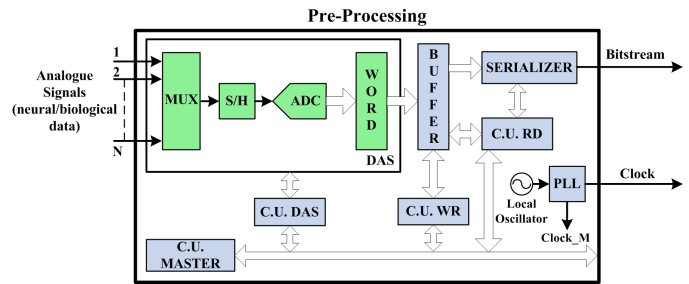 Pre-Processing
Analogue
Signals
(neural/biological
data)
1
2
N
MUX
S/H
ADC
WORD
DAS
BUFFER
SERIALIZER
C.U. RD
Bitstream
C.U. DAS
C.U. WR
Local
Oscillator
PLL
Clock
Clock_M
C.U.
MASTER